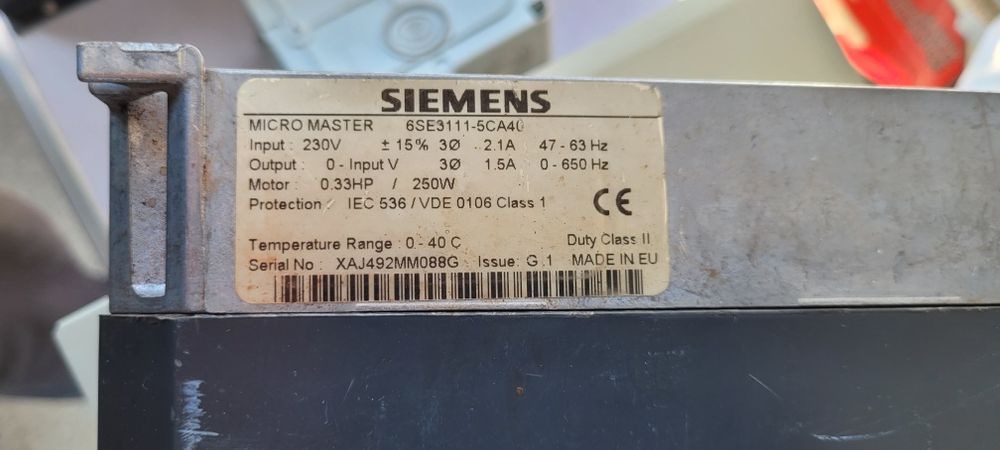 SIEMENS
MICRO MASTER 6SE3111-5CA40
Input : 230V ± 15% 3Ø 2.1A 47 - 63 Hz
Output : 0 - Input V 3Ø 1.5A 0 - 650 Hz
Motor : 0.33HP / 250W
Protection : IEC 536 / VDE 0106 Class 1
CE
Temperature Range : 0 - 40 C Duty Class II
Serial No : XAJ492MM088G Issue: G.1 MADE IN EU